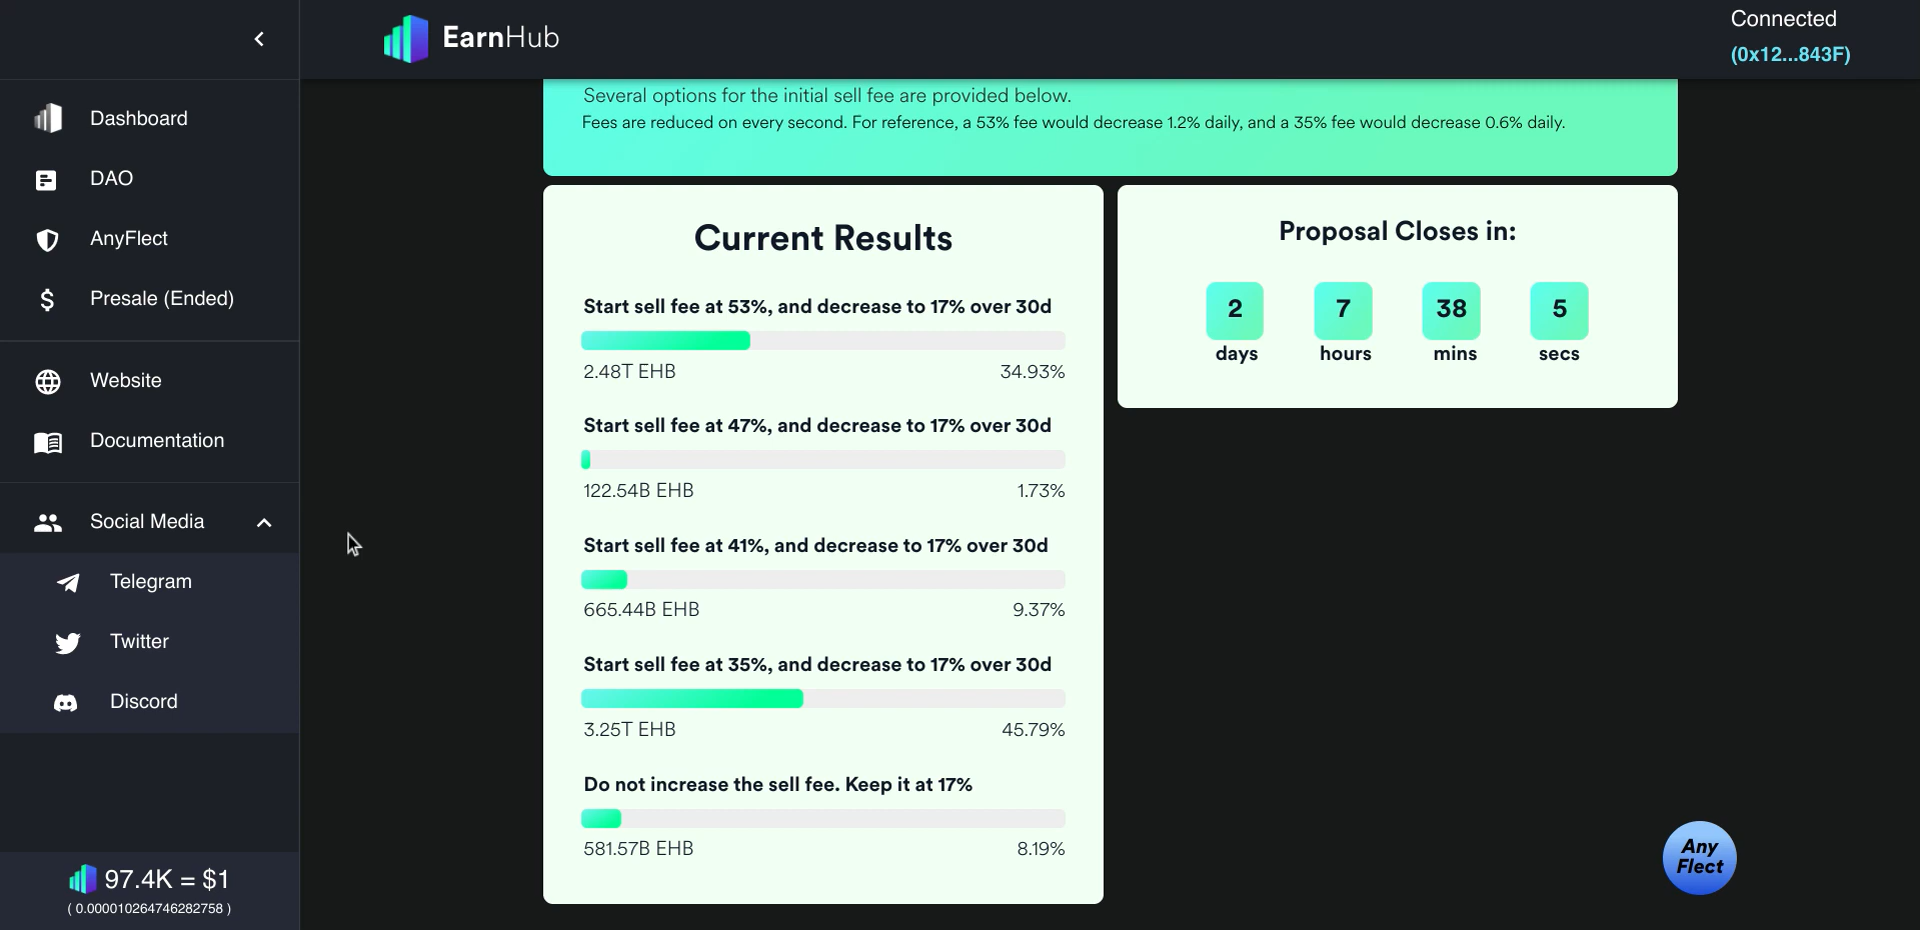 EarnHub
Connected
(0x12...843F)
Dashboard
DAO
AnyFlect
Presale (Ended)
Website
Documentation
Social Media
Telegram
Twitter
Discord
97.4K = $1
( 0.000010264746282758 )
Several options for the initial sell fee are provided below.
Fees are reduced on every second. For reference, a 53% fee would decrease 1.2% daily, and a 35% fee would decrease 0.6% daily.
Current Results
Start sell fee at 53%, and decrease to 17% over 30d
2.48T EHB 34.93%
Start sell fee at 47%, and decrease to 17% over 30d
122.54B EHB 1.73%
Start sell fee at 41%, and decrease to 17% over 30d
665.44B EHB 9.37%
Start sell fee at 35%, and decrease to 17% over 30d
3.25T EHB 45.79%
Do not increase the sell fee. Keep it at 17%
581.57B EHB 8.19%
Proposal Closes in:
2 7 38 5
days hours mins secs
Any
Flect